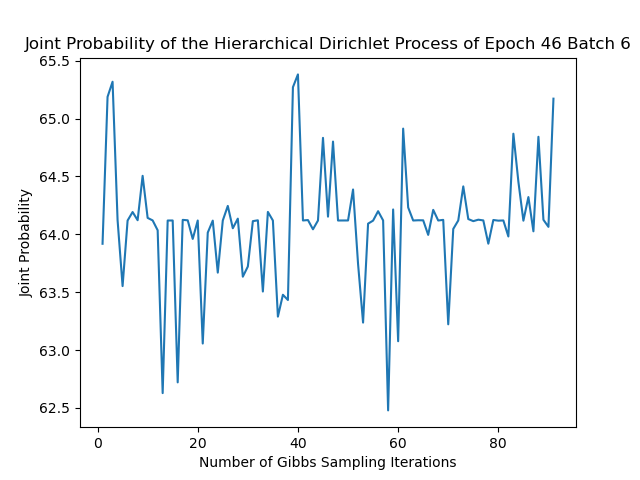 Joint Probability of the Hierarchical Dirichlet Process of Epoch 46 Batch 6
65.5
65.0
64.5
64.0
63.5
63.0
62.5
Joint Probability
0 20 40 60 80
Number of Gibbs Sampling Iterations